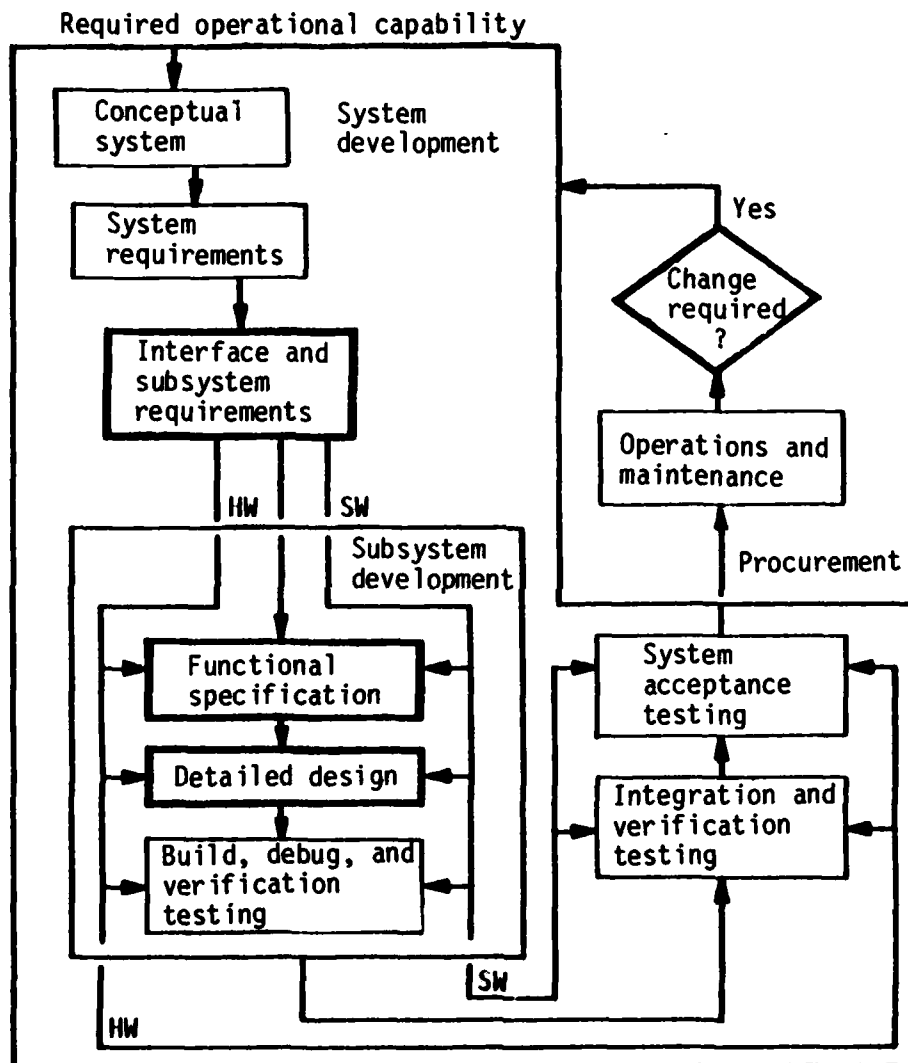 Required operational capability
Conceptual
system
System
development
System
requirements
Interface and
subsystem
requirements
HW
SW
Subsystem
development
Functional
specification
Detailed design
Build, debug, and
verification
testing
HW
SW
Yes
Change
required
?
Operations and
maintenance
Procurement
System
acceptance
testing
Integration and
verification
testing